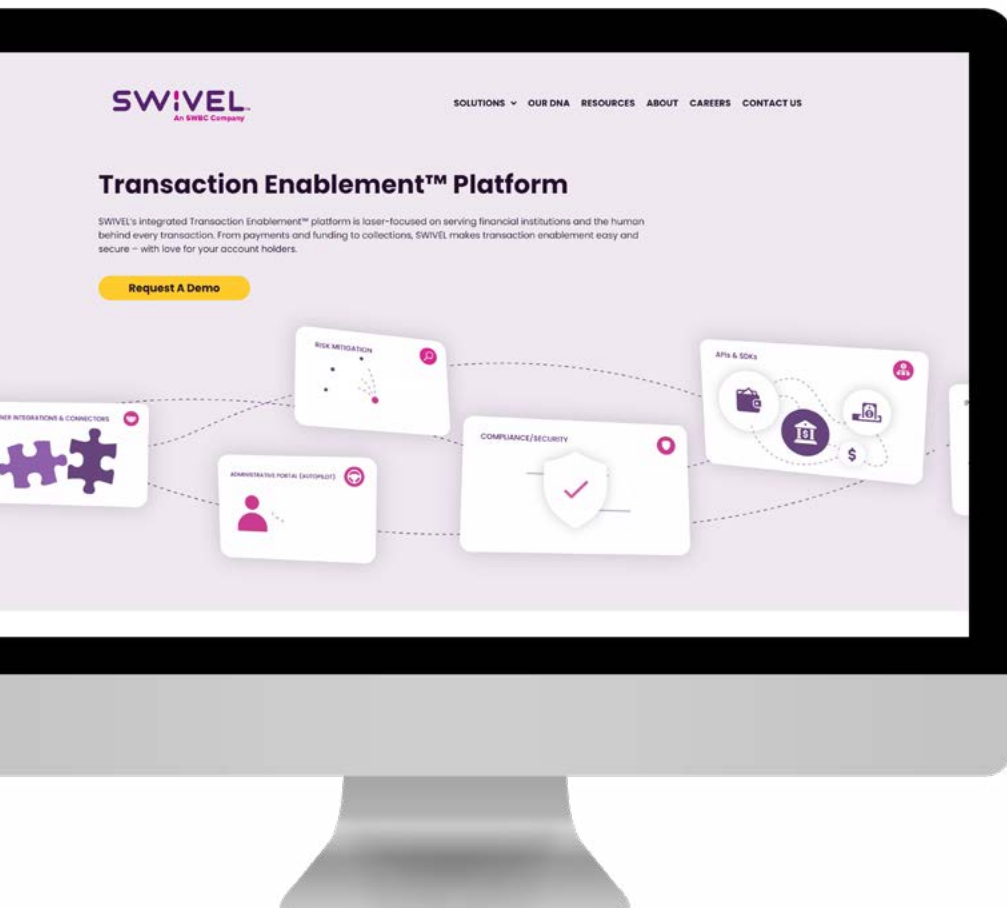 SWIVEL™
An SWBC Company
SOLUTIONS OUR DNA RESOURCES ABOUT CAREERS CONTACT US
Transaction Enablement™ Platform
SWIVEL's integrated Transaction Enablement™ platform is laser-focused on serving financial institutions and the human
behind every transaction. From payments and funding to collections, SWIVEL makes transaction enablement easy and
secure – with love for your account holders.
Request A Demo
RISK MITIGATION
APIs & SDKs
INTEGRATIONS & CONNECTORS
COMPLIANCE/SECURITY
ADMINISTRATIVE PORTAL (AUTOPILOT)
$